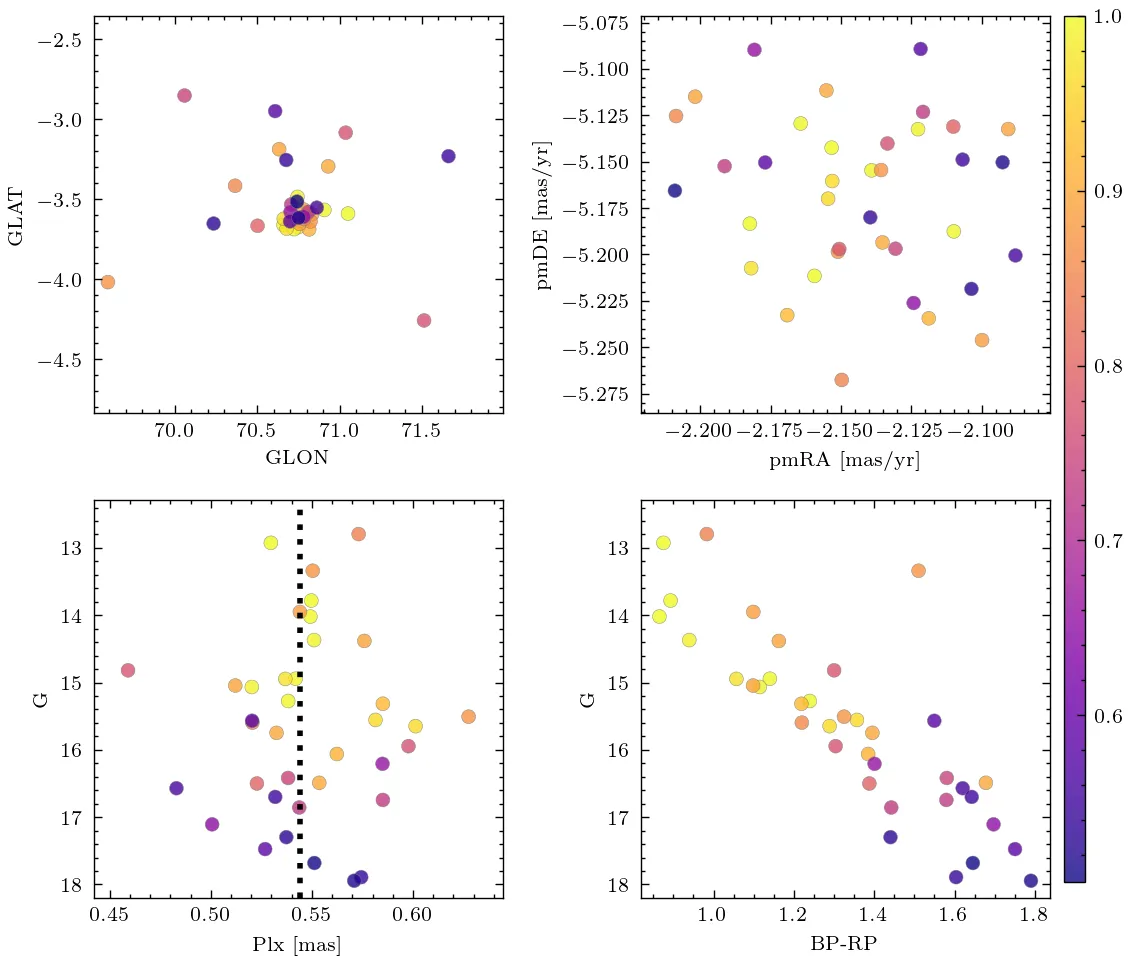 −2.5
−3.0
−3.5
−4.0
−4.5
GLAT
70.0 70.5 71.0 71.5
GLON
−5.075
−5.100
−5.125
−5.150
−5.175
−5.200
−5.225
−5.250
−5.275
pmDE [mas/yr]
−2.200 −2.175 −2.150 −2.125 −2.100
pmRA [mas/yr]
1.0
0.9
0.8
0.7
0.6
13
14
15
16
17
18
G
0.45 0.50 0.55 0.60
Plx [mas]
13
14
15
16
17
18
G
1.0 1.2 1.4 1.6 1.8
BP-RP